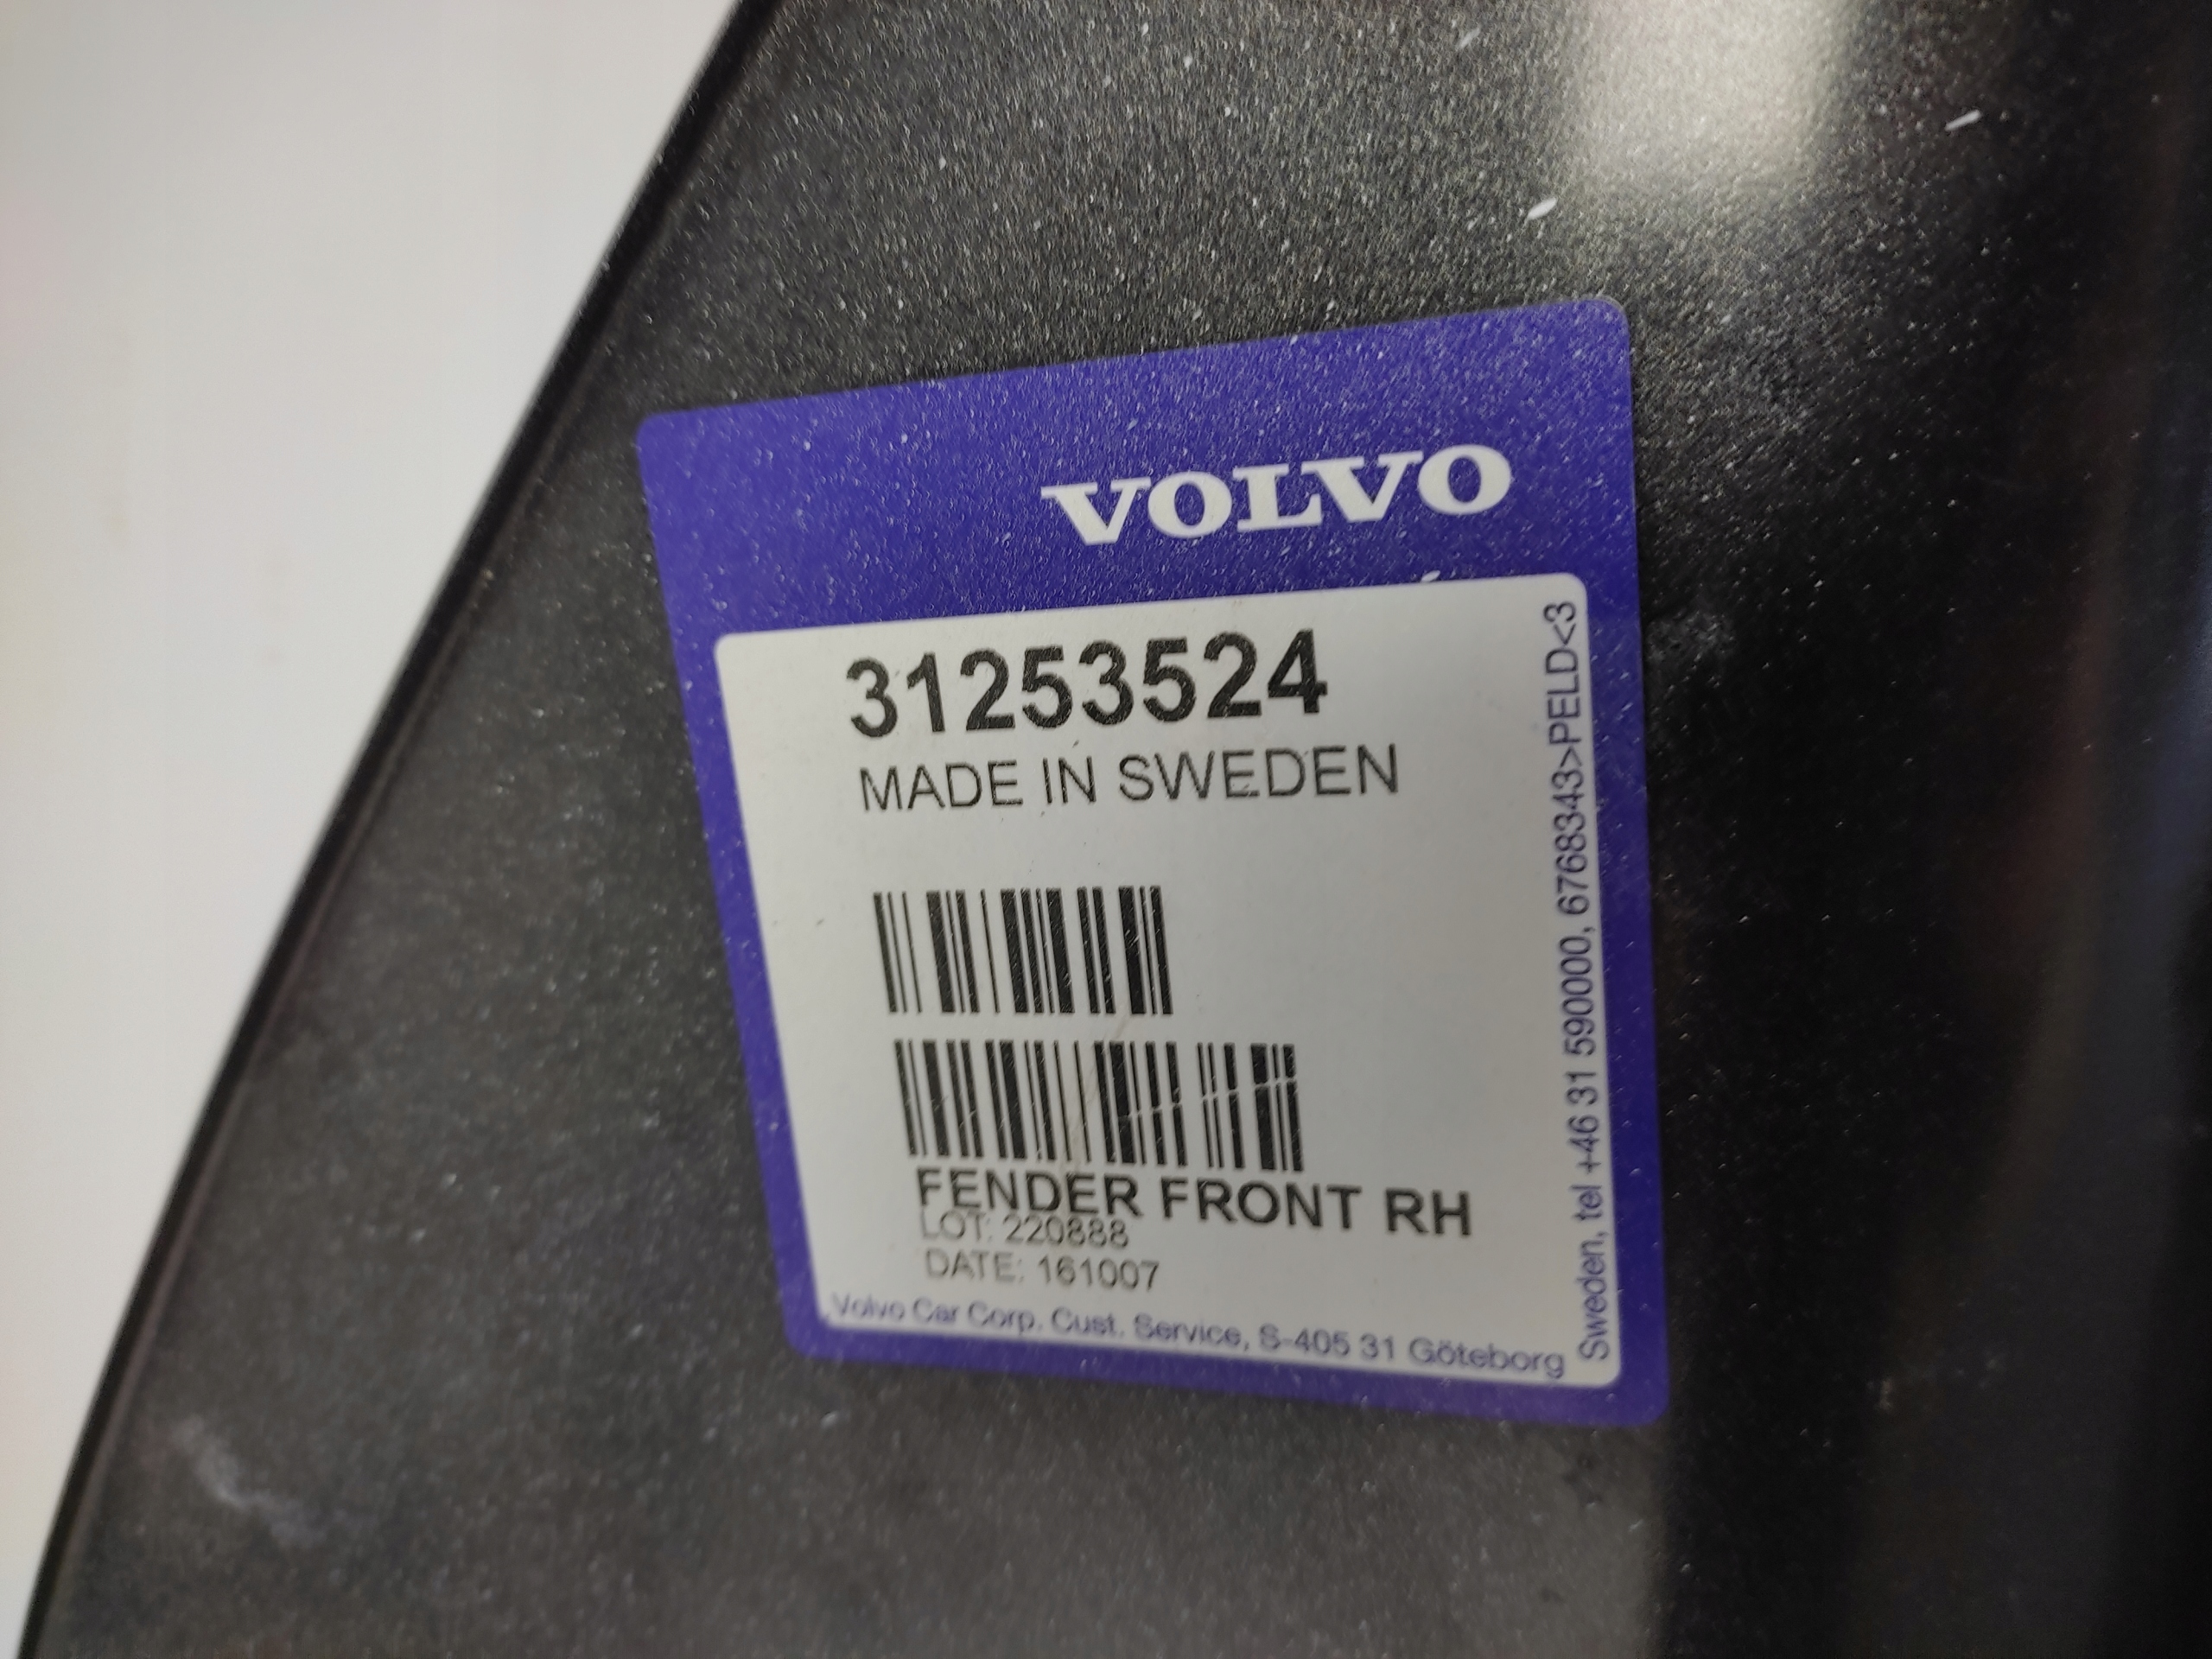 VOLVO
31253524
MADE IN SWEDEN
FENDER FRONT RH
LOT: 220888
DATE: 161007
Volvo Car Corp. Cust. Service, S-405 31 Göteborg
Sweden, tel +46 31 590000, 6768343>PELD<3